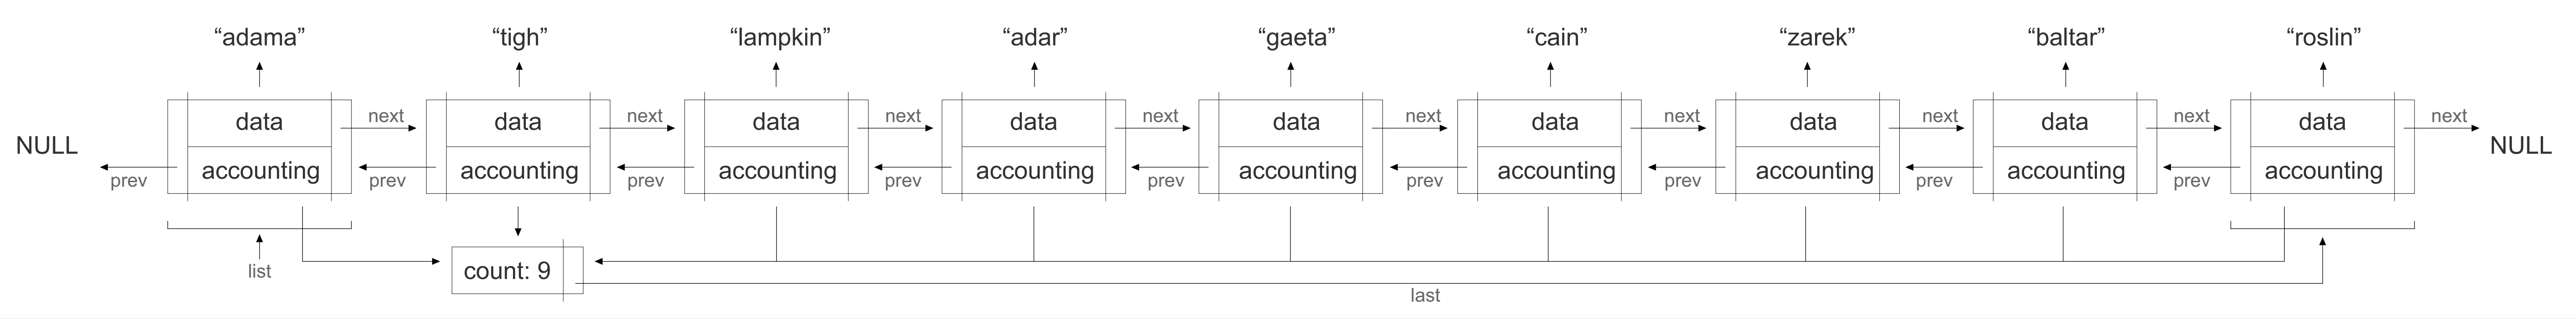 “adama” “tigh” “lampkin” “adar” “gaeta” “cain” “zarek” “baltar” “roslin”
data next data next data next data next data next data next data next data next data next
NULL NULL
prev accounting prev accounting prev accounting prev accounting prev accounting prev accounting prev accounting prev accounting prev accounting
list count: 9
last